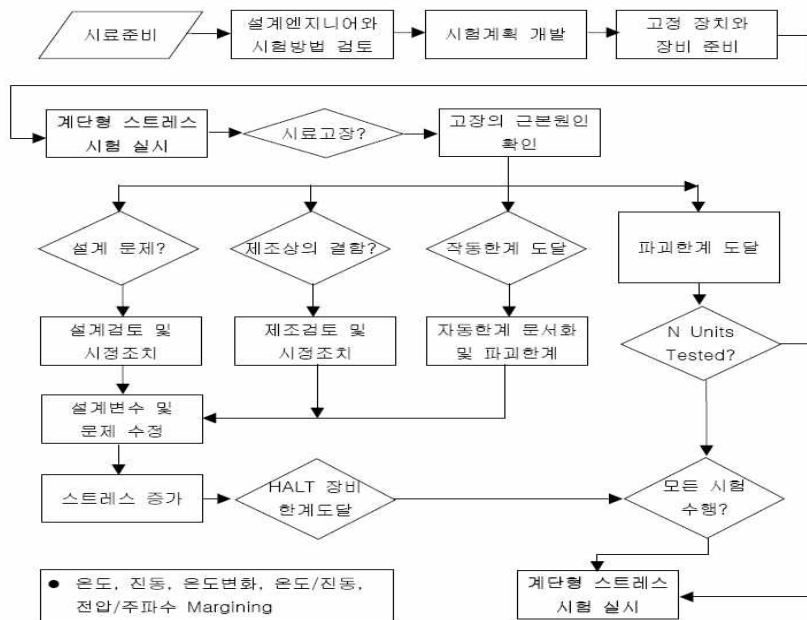 시료준비
설계엔지니어와
시험방법 검토
시험계획 개발
고정 장치와
장비 준비
계단형 스트레스
시험 실시
시료고장?
고장의 근본원인
확인
설계 문제?
제조상의 결함?
작동한계 도달
파괴한계 도달
설계검토 및
시정조치
제조검토 및
시정조치
자동한계 문서화
및 파괴한계
N Units
Tested?
설계변수 및
문제 수정
스트레스 증가
HALT 장비
한계도달
모든 시험
수행?
● 온도, 진동, 온도변화, 온도/진동,
전압/주파수 Margining
계단형 스트레스
시험 실시